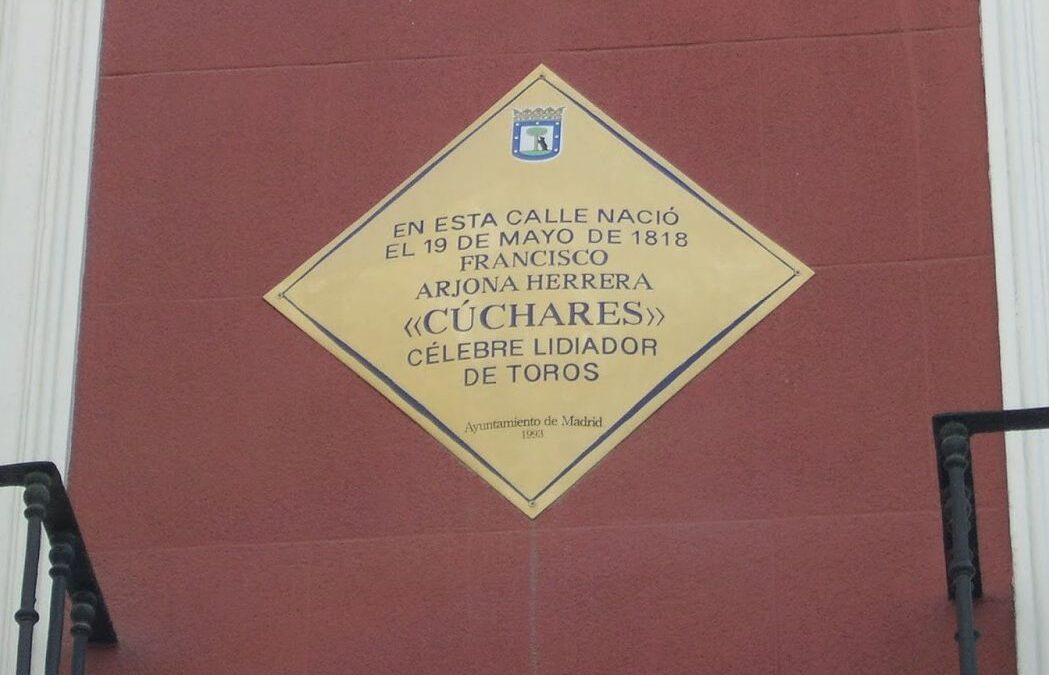 EN ESTA CALLE NACIÓ
EL 19 DE MAYO DE 1818
FRANCISCO
ARJONA HERRERA
«CÚCHARES»
CÉLEBRE LIDIADOR
DE TOROS
Ayuntamiento de Madrid
1993